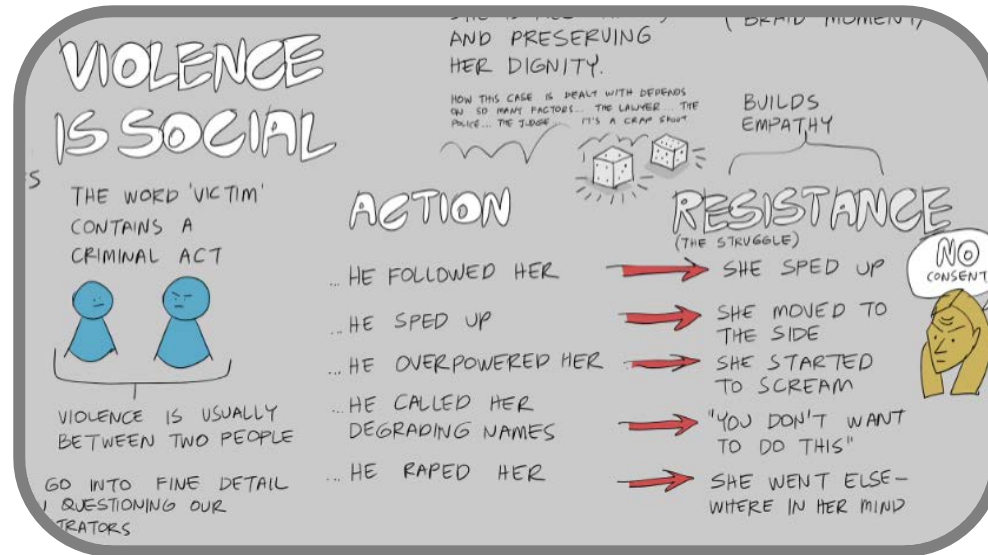 VIOLENCE
IS SOCIAL
S
THE WORD 'VICTIM'
CONTAINS A
CRIMINAL ACT
VIOLENCE IS USUALLY
BETWEEN TWO PEOPLE
GO INTO FINE DETAIL
QUESTIONING OUR
TRATORS
SHE IS
AND PRESERVING
HER DIGNITY.
HOW THIS CASE IS DEALT WITH DEPENDS
ON SO MANY FACTORS... THE LAWYER... THE
POLICE... THE JUDGE... IT'S A CRAP SHOOT
(BRAID MOMENT)
BUILDS
EMPATHY
ACTION
RESISTANCE
(THE STRUGGLE)
...HE FOLLOWED HER
SHE SPED UP
...HE SPED UP
SHE MOVED TO
THE SIDE
...HE OVERPOWERED HER
SHE STARTED
TO SCREAM
...HE CALLED HER
DEGRADING NAMES
"YOU DON'T WANT
TO DO THIS"
...HE RAPED HER
SHE WENT ELSE-
WHERE IN HER MIND
NO
CONSENT